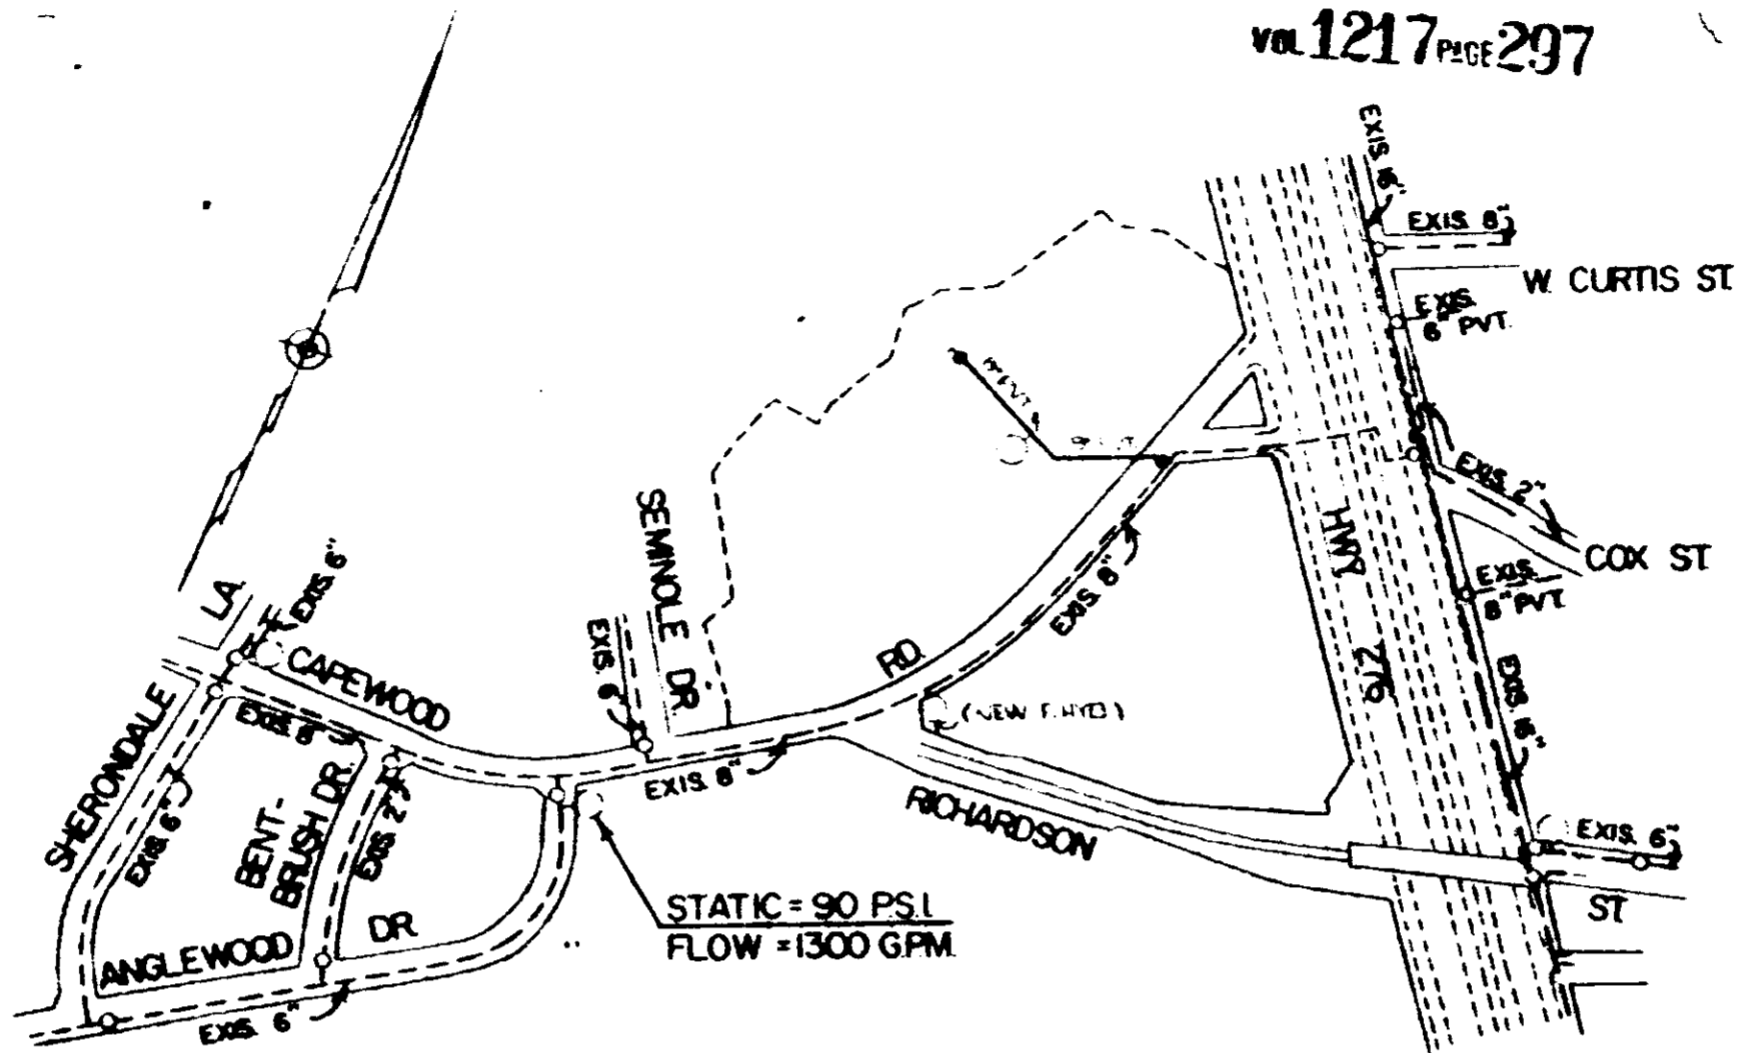 VOL 1217 PAGE 297
EXIS. 16"
EXIS. 8"
W. CURTIS ST.
EXIS.
6" PVT.
EXIS. 2"
COX ST.
EXIS.
8" PVT.
HWY 276
EXIS. 16"
EXIS. 6"
ST.
SEMINOLE DR.
EXIS. 6"
EXIS. 8"
RD.
(NEW F. HYD)
RICHARDSON
EXIS. 8"
LA.
EXIS. 6"
CAPEWOOD
EXIS. 8"
SHERONDALE
EXIS. 6"
BENT-
BRUSH DR.
EXIS. 2"
ANGLEWOOD DR.
EXIS. 6"
STATIC = 90 P.S.I.
FLOW = 1300 G.P.M.